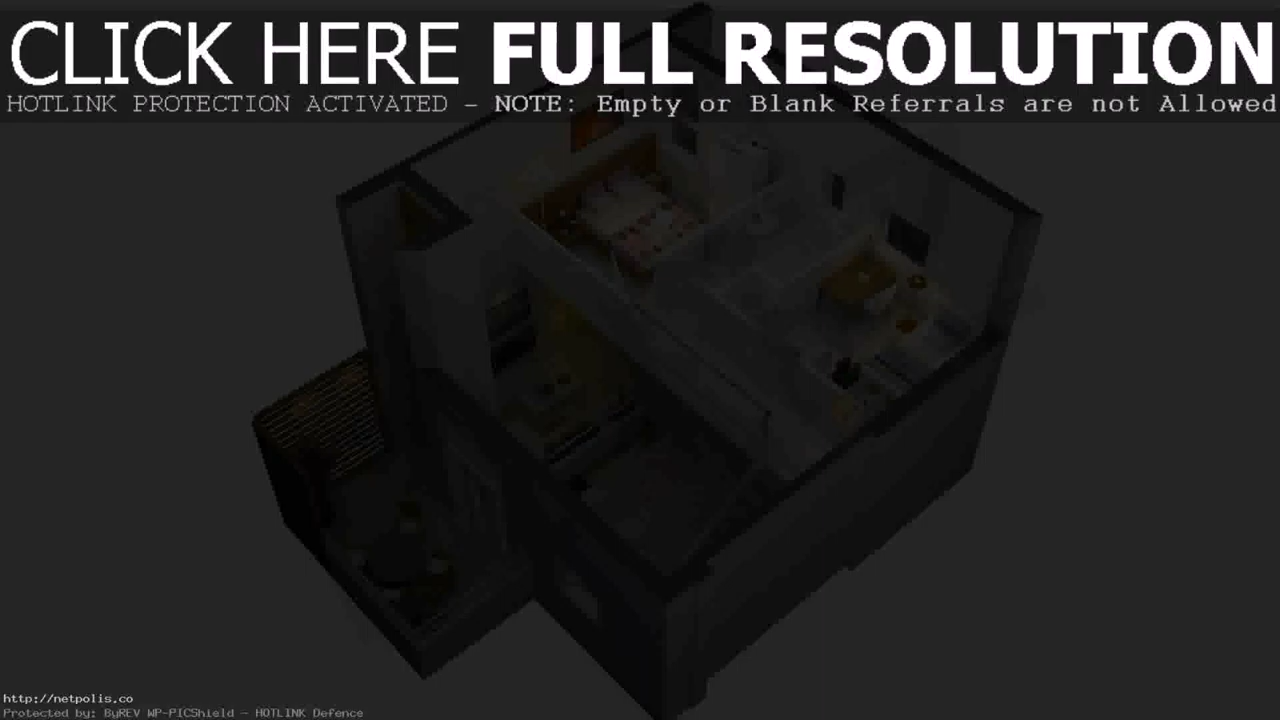 CLICK HERE FULL RESOLUTION
HOTLINK PROTECTION ACTIVATED - NOTE: Empty or Blank Referrals are not Allowed
http://netpolis.co
Protected by: ByREV WP-PICShield - HOTLINK Defence